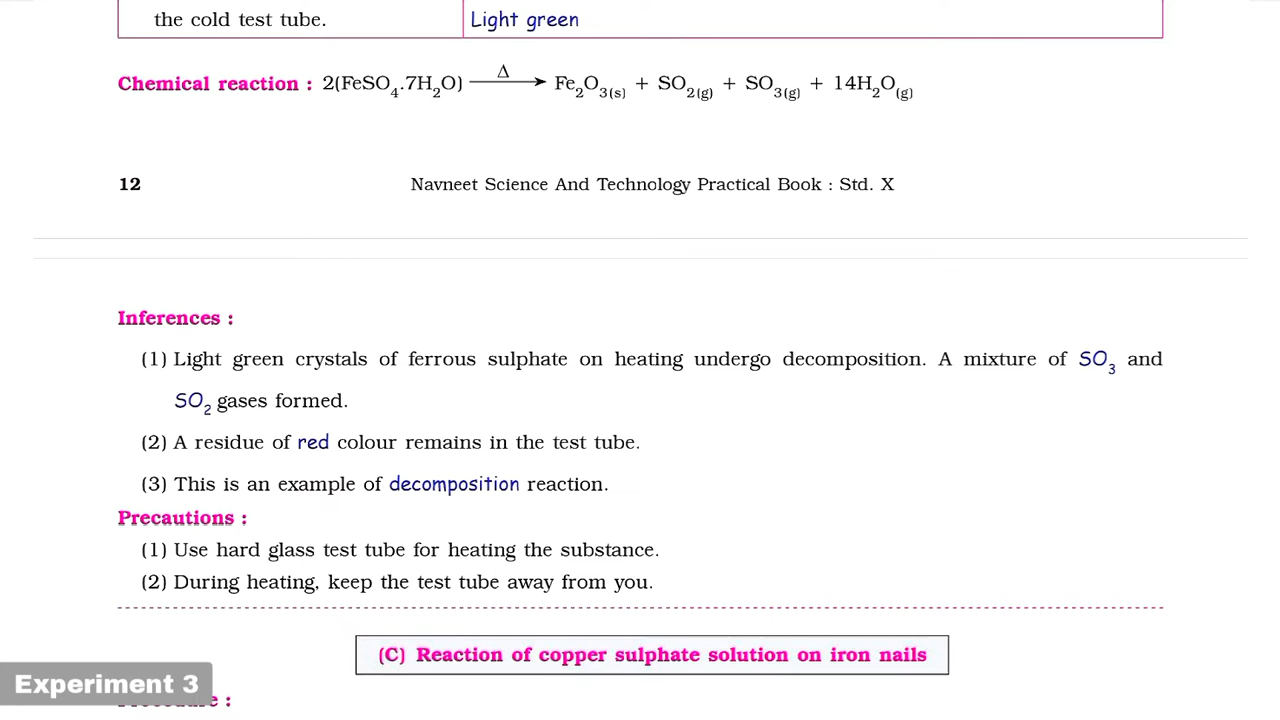 the cold test tube. Light green
Chemical reaction : 2(FeSO₄.7H₂O) —Δ→ Fe₂O₃(s) + SO₂(g) + SO₃(g) + 14H₂O(g)
12 Navneet Science And Technology Practical Book : Std. X
Inferences :
(1) Light green crystals of ferrous sulphate on heating undergo decomposition. A mixture of SO₃ and
SO₂ gases formed.
(2) A residue of red colour remains in the test tube.
(3) This is an example of decomposition reaction.
Precautions :
(1) Use hard glass test tube for heating the substance.
(2) During heating, keep the test tube away from you.
(C) Reaction of copper sulphate solution on iron nails
Experiment 3
Procedure :